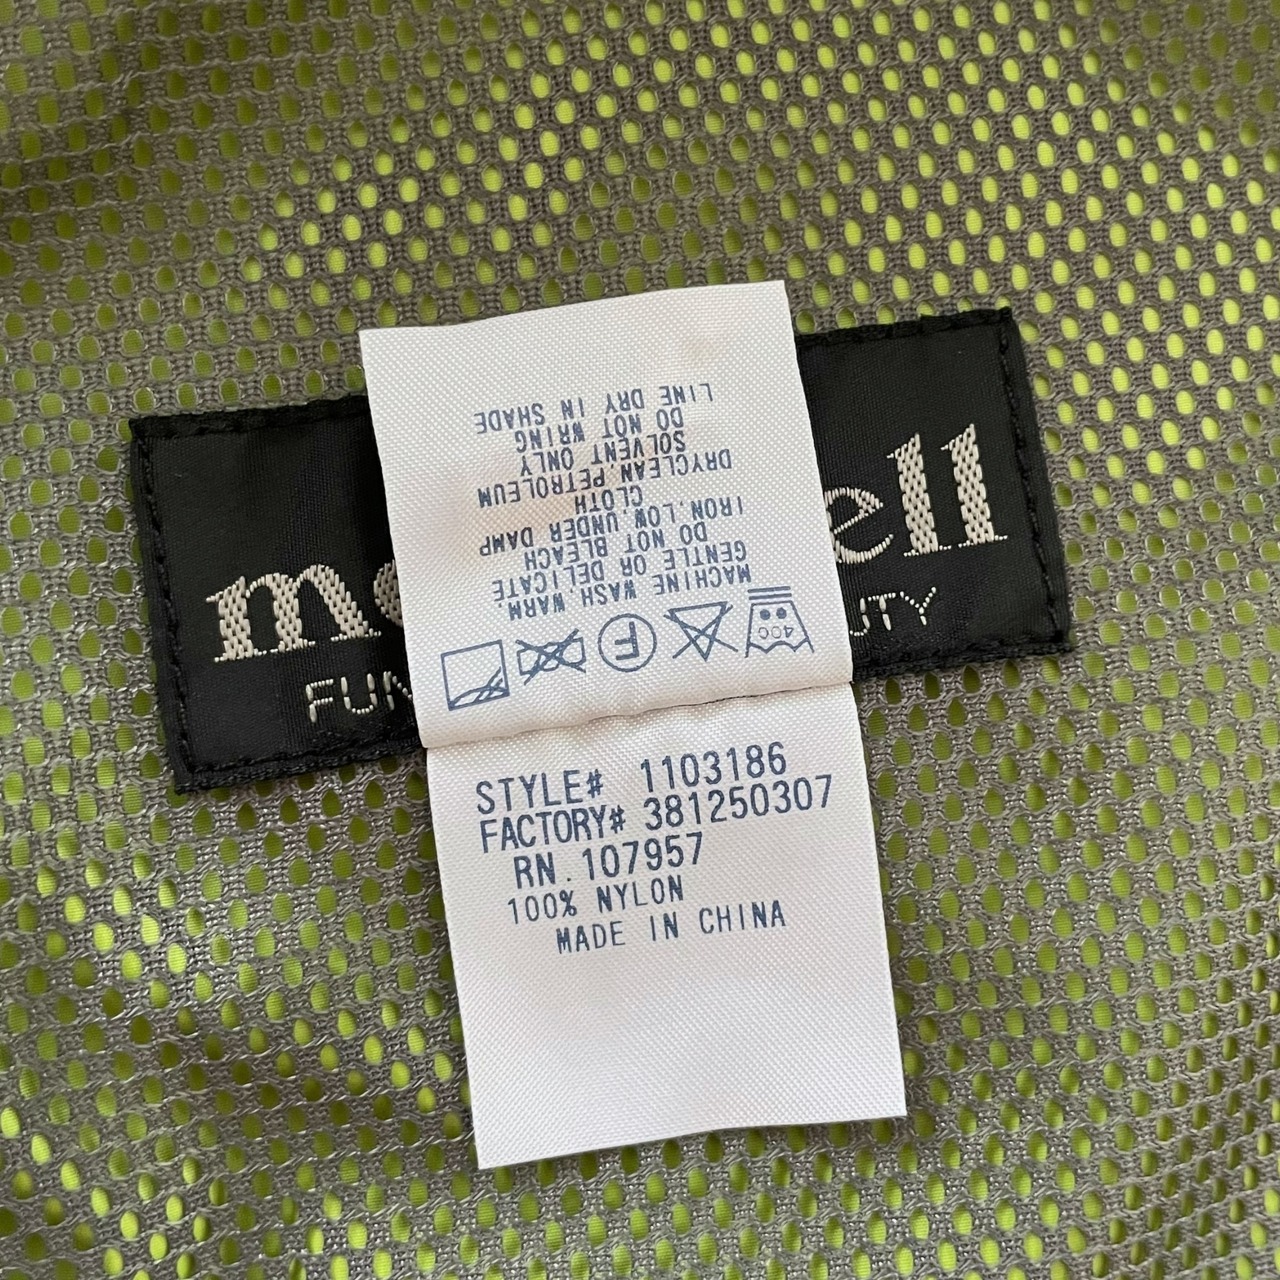 ell
UTY
FUN
MACHINE WASH, WARM,
GENTLE OR DELICATE
DO NOT BLEACH
IRON,LOW,UNDER DAMP
CLOTH
DRYCLEAN,PETROLEUM
SOLVENT ONLY
DO NOT WRING
LINE DRY IN SHADE
40C
F
STYLE# 1103186
FACTORY# 381250307
RN.107957
100% NYLON
MADE IN CHINA